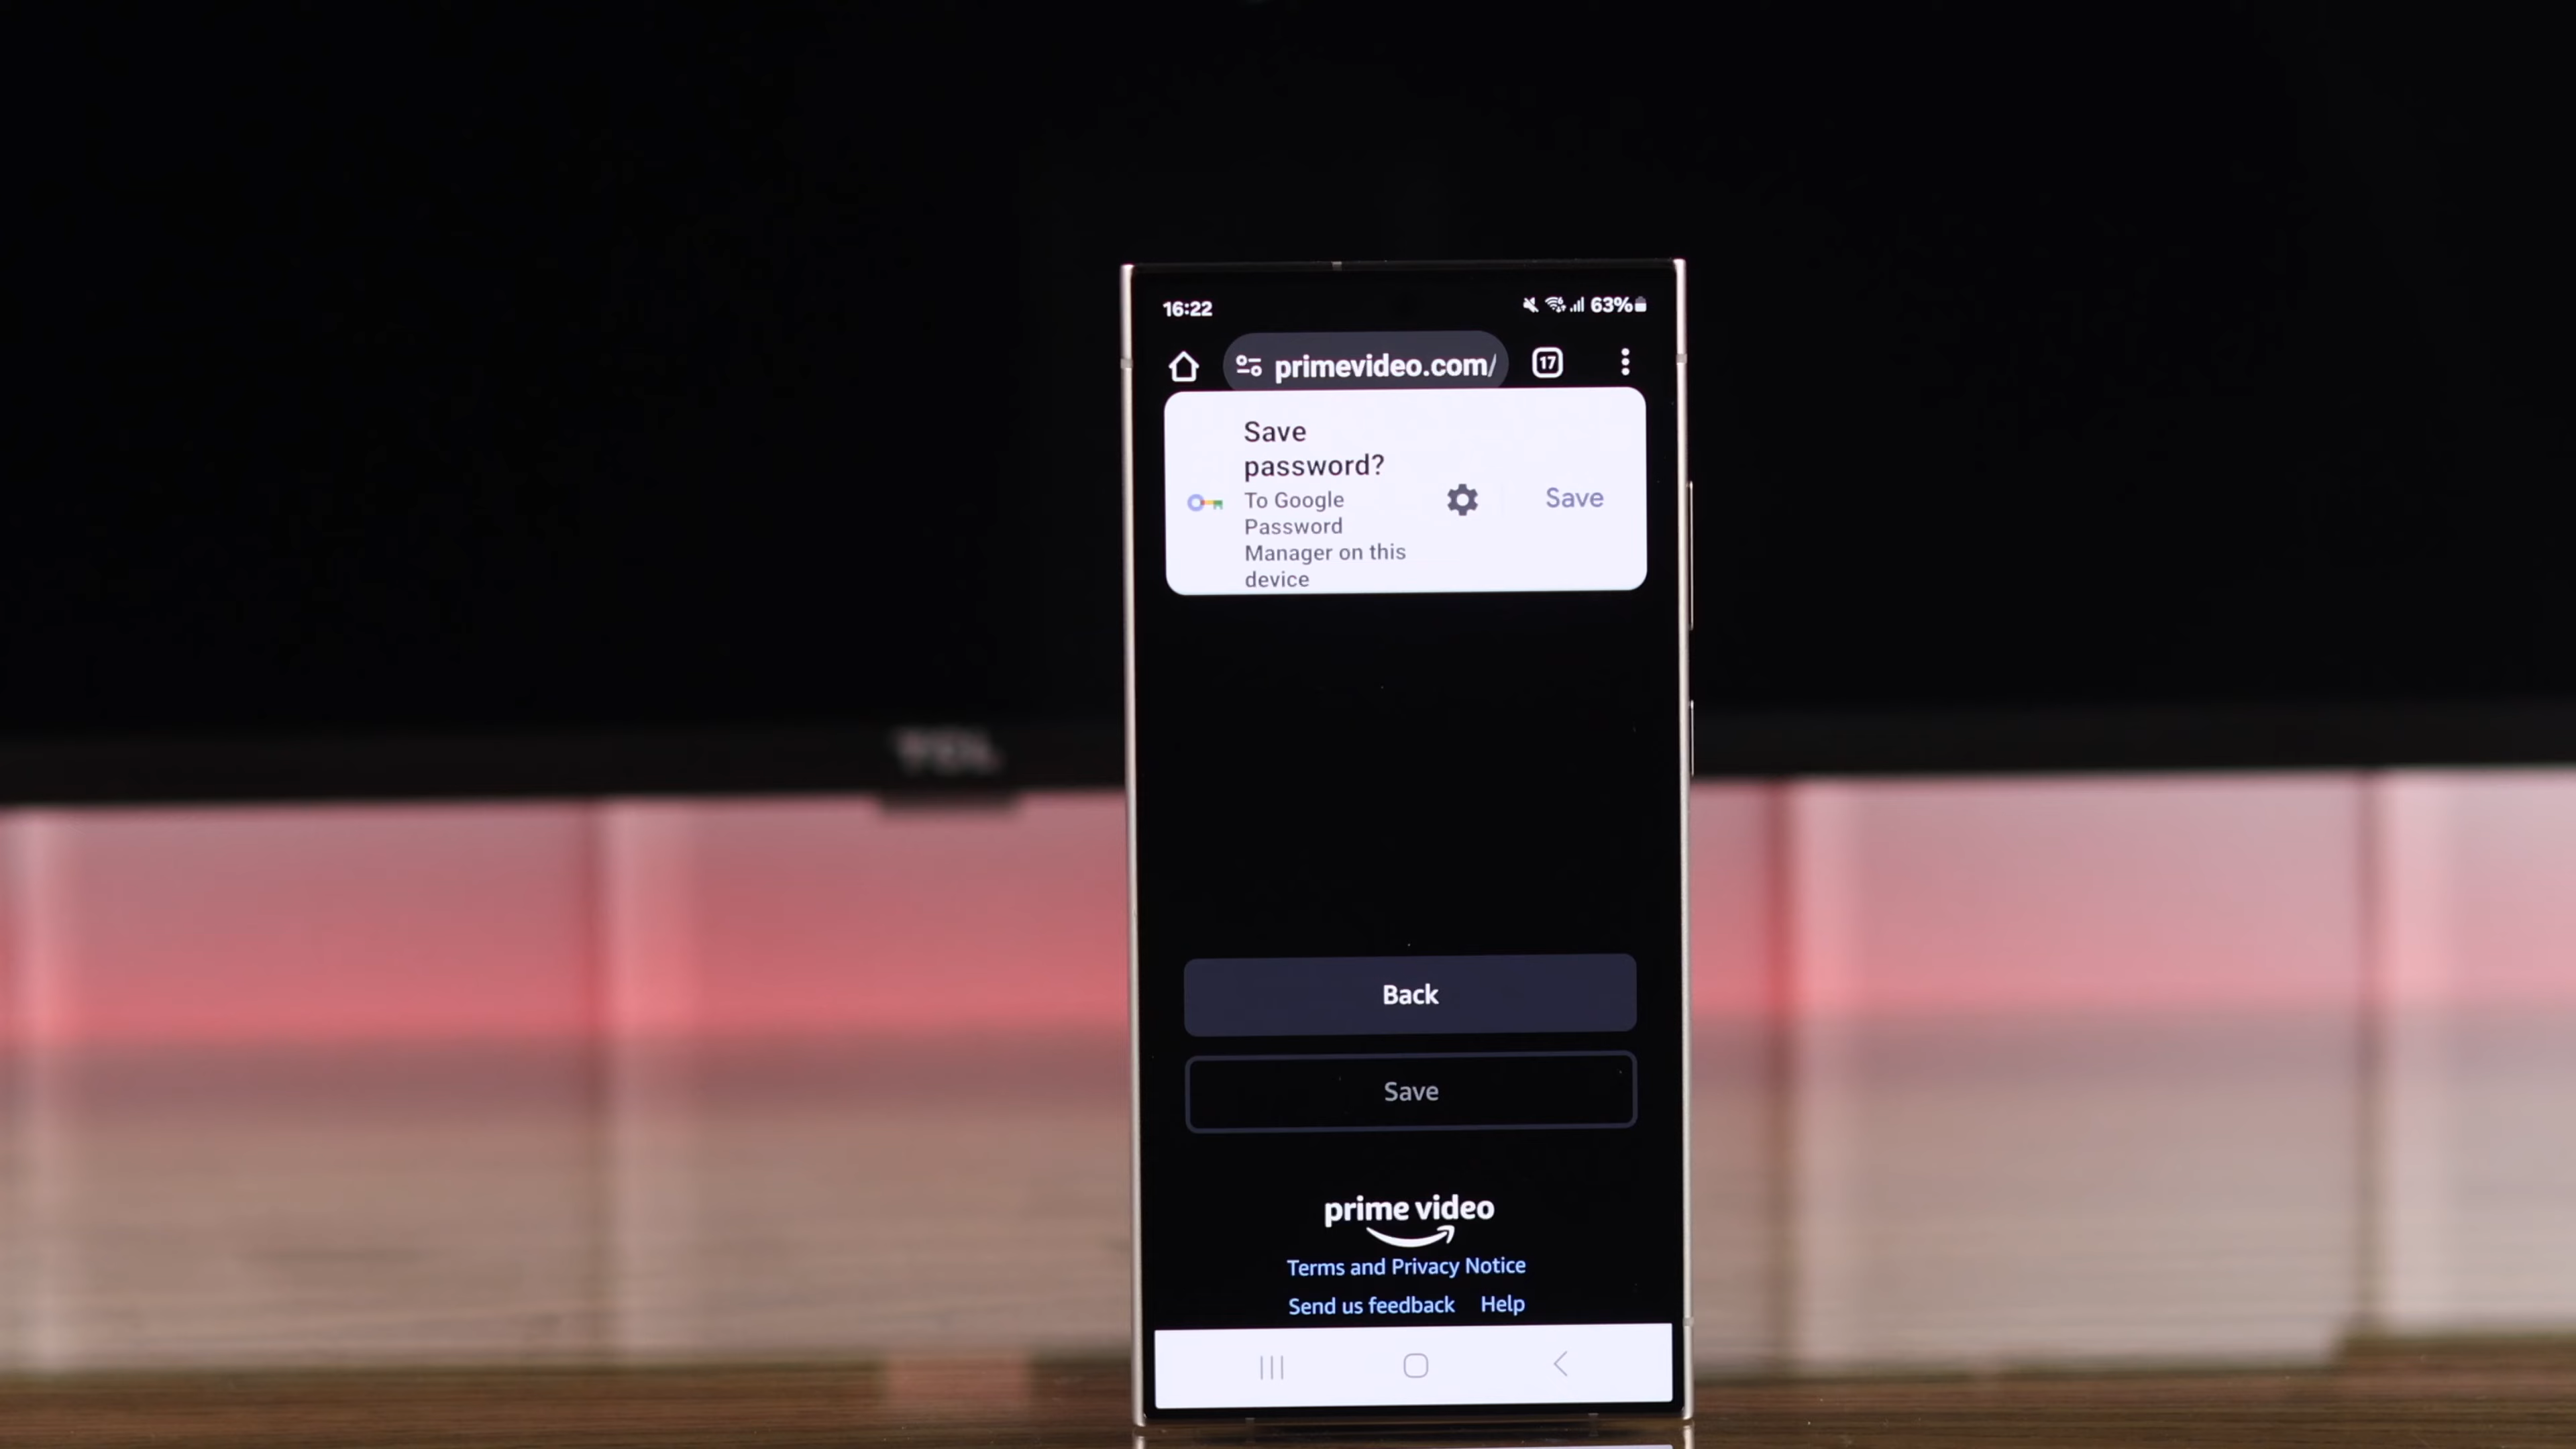 TCL
16:22
63%
primevideo.com/
17
Save
password?
To Google
Password
Manager on this
device
Save
Back
Save
prime video
Terms and Privacy Notice
Send us feedback Help